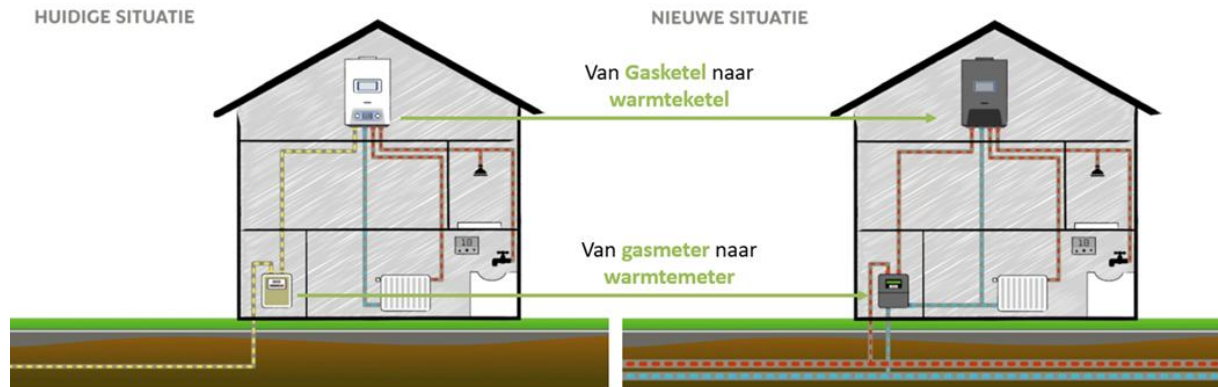 HUIDIGE SITUATIE
NIEUWE SITUATIE
Van Gasketel naar
warmteketel
Van gasmeter naar
warmtemeter